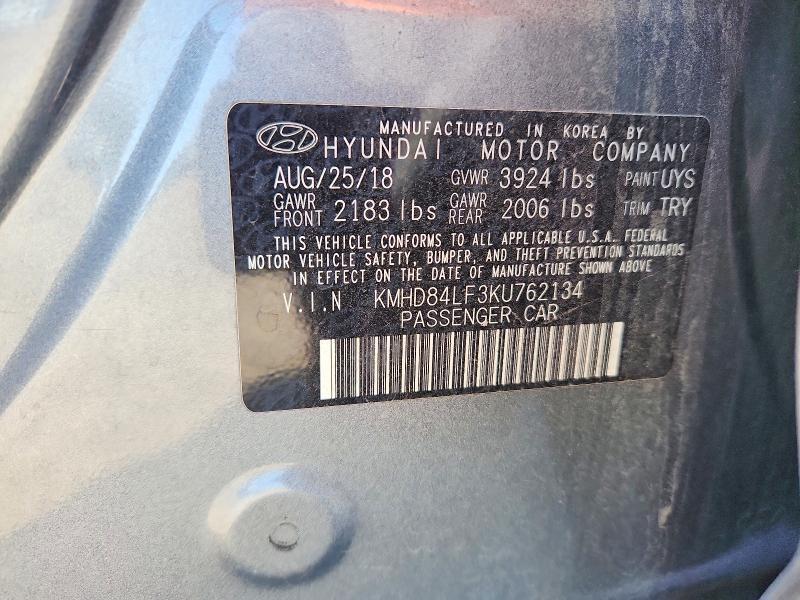 MANUFACTURED IN KOREA BY
HYUNDAI MOTOR COMPANY
AUG/25/18 GVWR 3924 lbs PAINT UYS
GAWR FRONT 2183 lbs GAWR REAR 2006 lbs TRIM TRY
THIS VEHICLE CONFORMS TO ALL APPLICABLE U.S.A. FEDERAL
MOTOR VEHICLE SAFETY, BUMPER, AND THEFT PREVENTION STANDARDS
IN EFFECT ON THE DATE OF MANUFACTURE SHOWN ABOVE
V.I.N KMHD84LF3KU762134
PASSENGER CAR